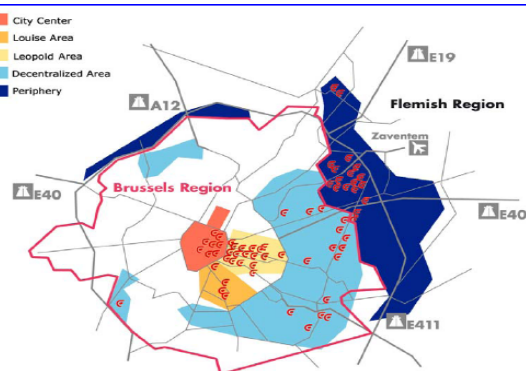 City Center
Louise Area
Leopold Area
Decentralized Area
Periphery
E19
A12
Flemish Region
Zaventem
E40
Brussels Region
E40
E411